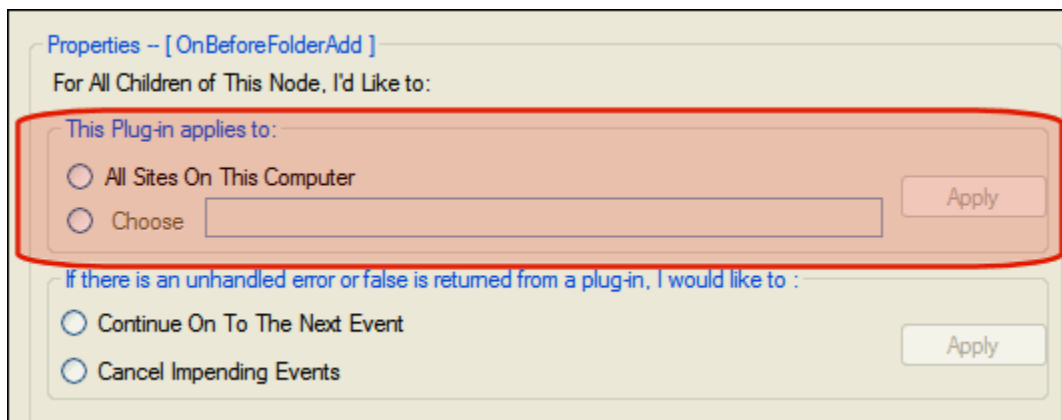 Properties -- [ OnBeforeFolderAdd ]
For All Children of This Node, I'd Like to:
This Plug-in applies to:
All Sites On This Computer
Apply
Choose
If there is an unhandled error or false is returned from a plug-in, I would like to :
Continue On To The Next Event
Apply
Cancel Impending Events